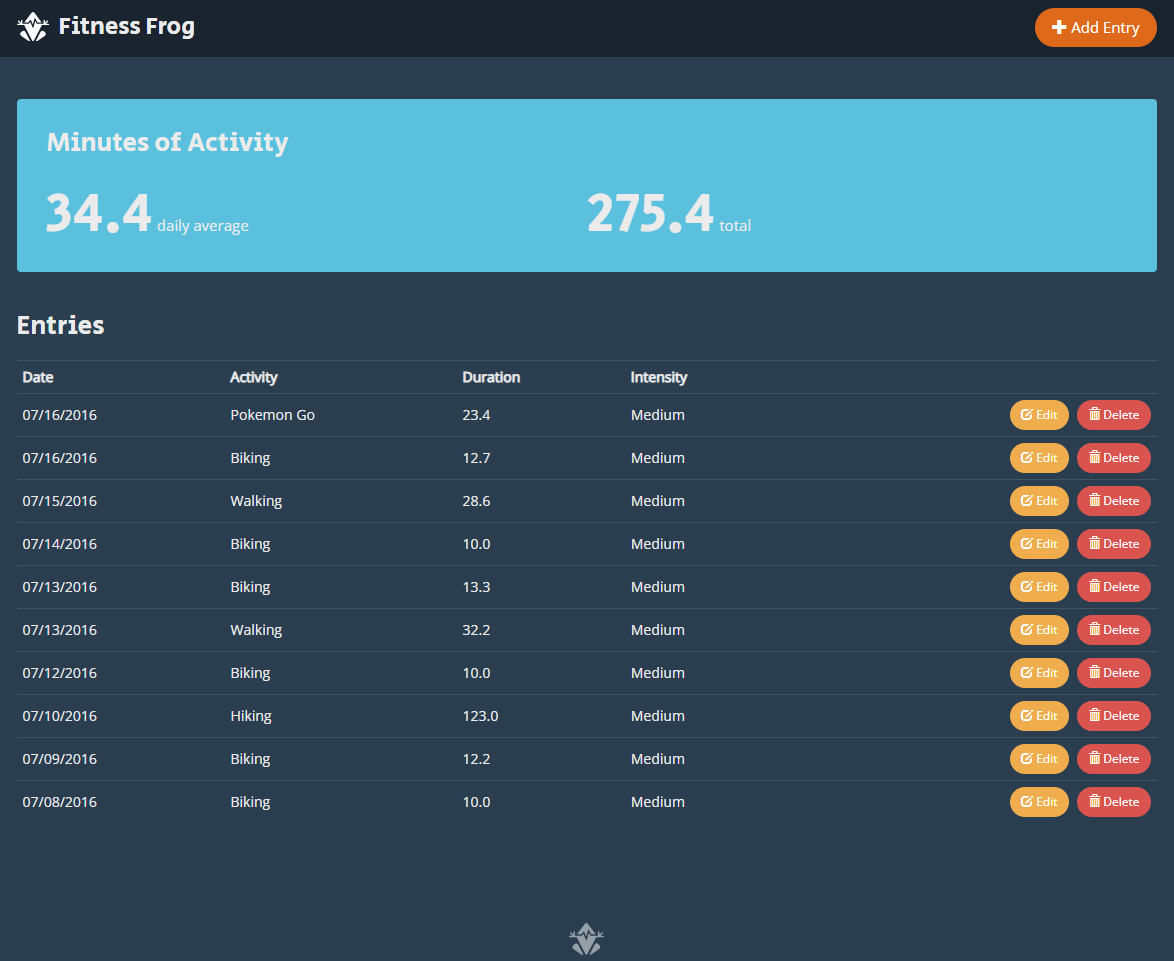 Fitness Frog Add Entry
Minutes of Activity
34.4 daily average 275.4 total
Entries
Date Activity Duration Intensity
07/16/2016 Pokemon Go 23.4 Medium Edit Delete
07/16/2016 Biking 12.7 Medium Edit Delete
07/15/2016 Walking 28.6 Medium Edit Delete
07/14/2016 Biking 10.0 Medium Edit Delete
07/13/2016 Biking 13.3 Medium Edit Delete
07/13/2016 Walking 32.2 Medium Edit Delete
07/12/2016 Biking 10.0 Medium Edit Delete
07/10/2016 Hiking 123.0 Medium Edit Delete
07/09/2016 Biking 12.2 Medium Edit Delete
07/08/2016 Biking 10.0 Medium Edit Delete